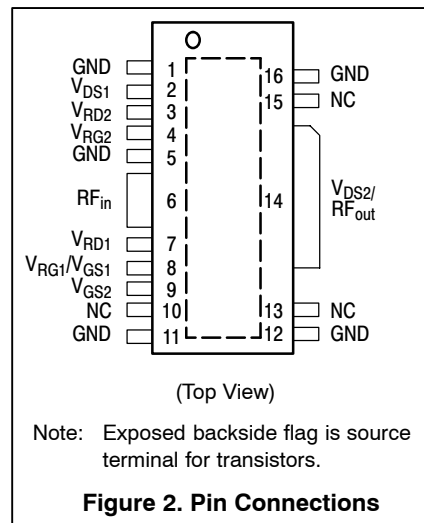 GND 1 16 GND
V_DS1 2 15 NC
V_RD2 3
V_RG2 4
GND 5
RF_in 6 14 V_DS2/
RF_out
V_RD1 7
V_RG1/V_GS1 8
V_GS2 9
NC 10 13 NC
GND 11 12 GND
(Top View)
Note: Exposed backside flag is source
terminal for transistors.
Figure 2. Pin Connections